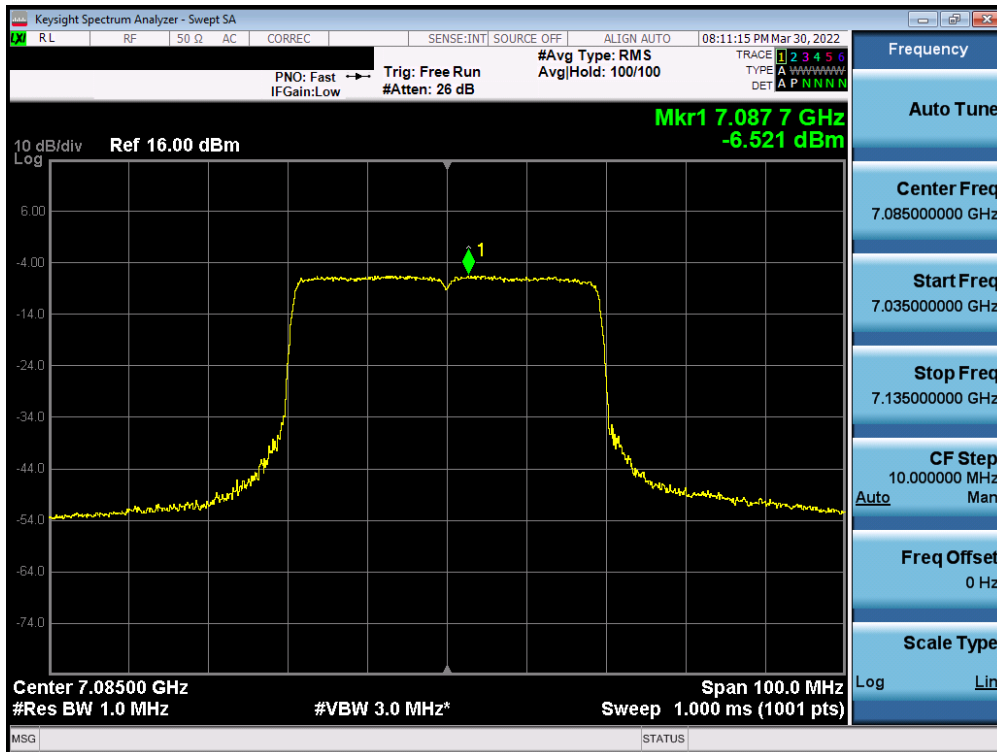 Keysight Spectrum Analyzer - Swept SA
LXI RL RF 50 Ω AC CORREC SENSE:INT SOURCE OFF ALIGN AUTO 08:11:15 PM Mar 30, 2022
Frequency
#Avg Type: RMS
TRACE 1 2 3 4 5 6
PNO: Fast Trig: Free Run Avg|Hold: 100/100
TYPE A WWWWWWW
IFGain:Low #Atten: 26 dB
DET A P N N N N
Auto Tune
Mkr1 7.087 7 GHz
-6.521 dBm
10 dB/div Ref 16.00 dBm
Log
6.00
-4.00
-14.0
-24.0
-34.0
-44.0
-54.0
-64.0
-74.0
1
Center 7.08500 GHz Span 100.0 MHz
#Res BW 1.0 MHz #VBW 3.0 MHz* Sweep 1.000 ms (1001 pts)
Center Freq
7.085000000 GHz
Start Freq
7.035000000 GHz
Stop Freq
7.135000000 GHz
CF Step
10.000000 MHz
Auto Man
Freq Offset
0 Hz
Scale Type
Log Lin
MSG STATUS